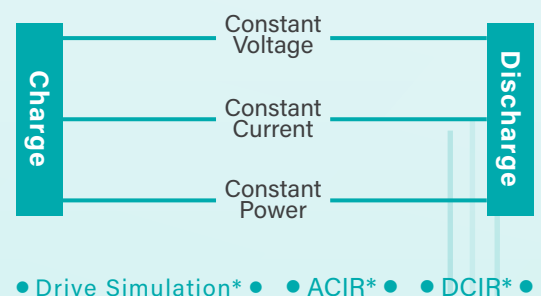 Charge
Constant
Voltage
Constant
Current
Constant
Power
Discharge
• Drive Simulation* • • ACIR* • • DCIR* •